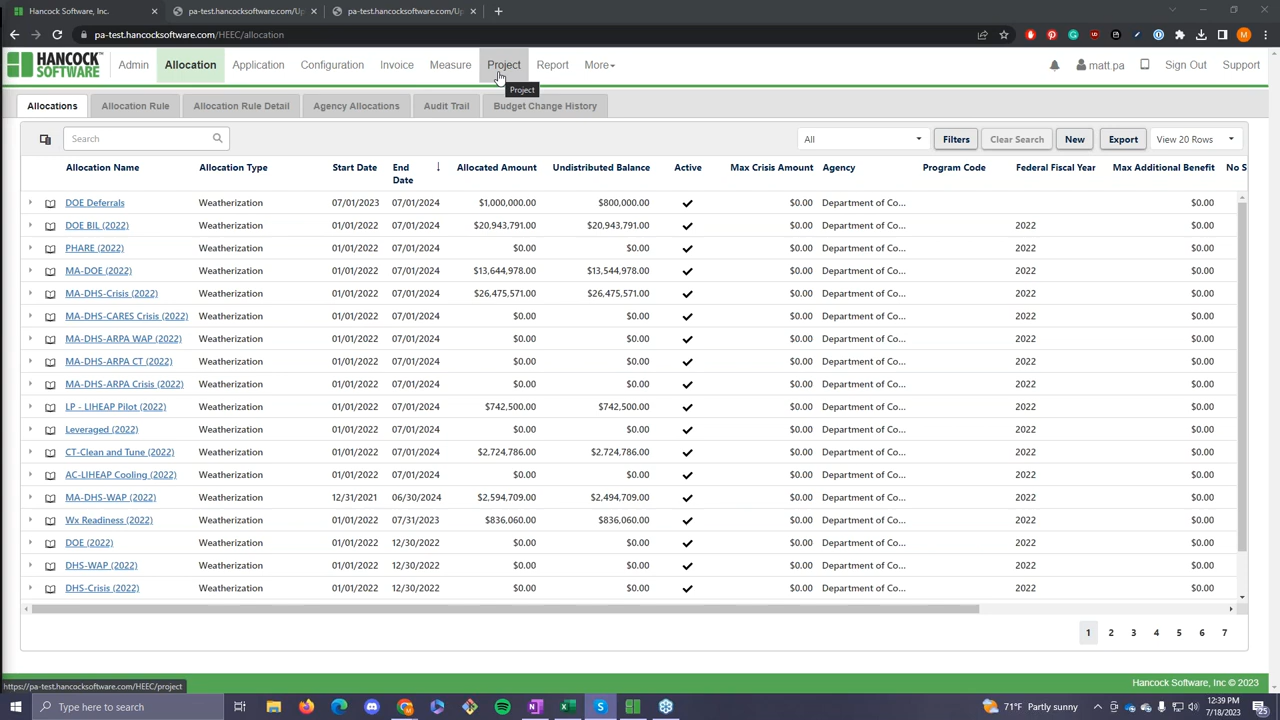 Hancock Software, Inc.
pa-test.hancocksoftware.com/Up
pa-test.hancocksoftware.com/Up
pa-test.hancocksoftware.com/HEEC/allocation
HANCOCK SOFTWARE
Admin Allocation Application Configuration Invoice Measure Project Report More
matt.pa Sign Out Support
Project
Allocations Allocation Rule Allocation Rule Detail Agency Allocations Audit Trail Budget Change History
Search All Filters Clear Search New Export View 20 Rows
Allocation Name Allocation Type Start Date End Date Allocated Amount Undistributed Balance Active Max Crisis Amount Agency Program Code Federal Fiscal Year Max Additional Benefit No S
DOE Deferrals Weatherization 07/01/2023 07/01/2024 $1,000,000.00 $800,000.00 $0.00 Department of Co... $0.00
DOE BIL (2022) Weatherization 01/01/2022 07/01/2024 $20,943,791.00 $20,943,791.00 $0.00 Department of Co... 2022 $0.00
PHARE (2022) Weatherization 01/01/2022 07/01/2024 $0.00 $0.00 $0.00 Department of Co... 2022 $0.00
MA-DOE (2022) Weatherization 01/01/2022 07/01/2024 $13,644,978.00 $13,544,978.00 $0.00 Department of Co... 2022 $0.00
MA-DHS-Crisis (2022) Weatherization 01/01/2022 07/01/2024 $26,475,571.00 $26,475,571.00 $0.00 Department of Co... 2022 $0.00
MA-DHS-CARES Crisis (2022) Weatherization 01/01/2022 07/01/2024 $0.00 $0.00 $0.00 Department of Co... 2022 $0.00
MA-DHS-ARPA WAP (2022) Weatherization 01/01/2022 07/01/2024 $0.00 $0.00 $0.00 Department of Co... 2022 $0.00
MA-DHS-ARPA CT (2022) Weatherization 01/01/2022 07/01/2024 $0.00 $0.00 $0.00 Department of Co... 2022 $0.00
MA-DHS-ARPA Crisis (2022) Weatherization 01/01/2022 07/01/2024 $0.00 $0.00 $0.00 Department of Co... 2022 $0.00
LP - LIHEAP Pilot (2022) Weatherization 01/01/2022 07/01/2024 $742,500.00 $742,500.00 $0.00 Department of Co... 2022 $0.00
Leveraged (2022) Weatherization 01/01/2022 07/01/2024 $0.00 $0.00 $0.00 Department of Co... 2022 $0.00
CT-Clean and Tune (2022) Weatherization 01/01/2022 07/01/2024 $2,724,786.00 $2,724,786.00 $0.00 Department of Co... 2022 $0.00
AC-LIHEAP Cooling (2022) Weatherization 01/01/2022 07/01/2024 $0.00 $0.00 $0.00 Department of Co... 2022 $0.00
MA-DHS-WAP (2022) Weatherization 12/31/2021 06/30/2024 $2,594,709.00 $2,494,709.00 $0.00 Department of Co... 2022 $0.00
Wx Readiness (2022) Weatherization 01/01/2022 07/31/2023 $836,060.00 $836,060.00 $0.00 Department of Co... 2022 $0.00
DOE (2022) Weatherization 01/01/2022 12/30/2022 $0.00 $0.00 $0.00 Department of Co... 2022 $0.00
DHS-WAP (2022) Weatherization 01/01/2022 12/30/2022 $0.00 $0.00 $0.00 Department of Co... 2022 $0.00
DHS-Crisis (2022) Weatherization 01/01/2022 12/30/2022 $0.00 $0.00 $0.00 Department of Co... 2022 $0.00
1 2 3 4 5 6 7
Hancock Software, Inc © 2023
https://pa-test.hancocksoftware.com/HEEC/project
Type here to search
71°F Partly sunny
12:39 PM
7/18/2023
25